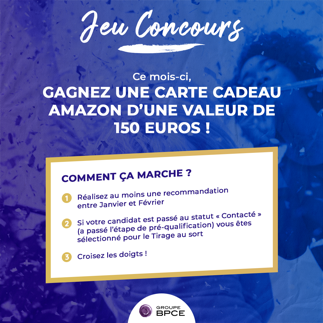 Jeu Concours
Ce mois-ci,
GAGNEZ UNE CARTE CADEAU
AMAZON D'UNE VALEUR DE
150 EUROS !
COMMENT ÇA MARCHE ?
1 Réalisez au moins une recommandation
entre Janvier et Février
2 Si votre candidat est passé au statut « Contacté »
(a passé l'étape de pré-qualification) vous êtes
sélectionné pour le Tirage au sort
3 Croisez les doigts !
GROUPE
BPCE